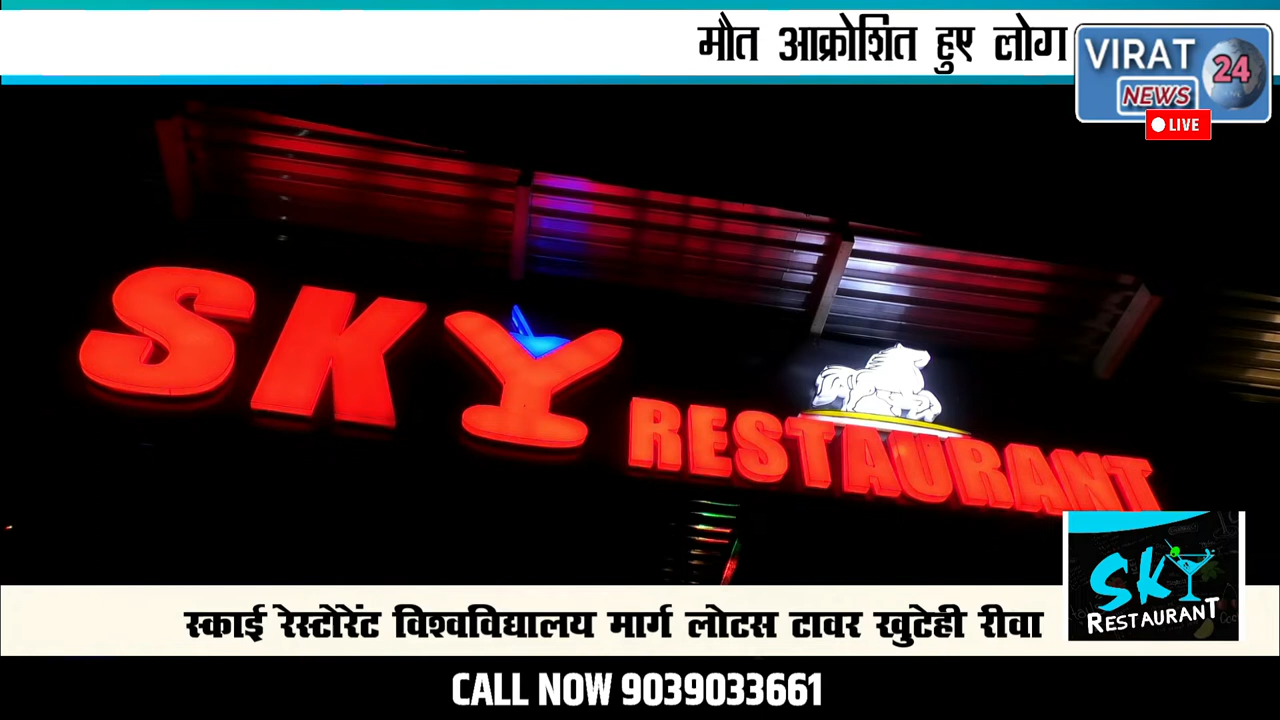 मौत आक्रोशित हुए लोग
VIRAT
24
NEWS
LIVE
SKY
RESTAURANT
SKY
RESTAURANT
स्काई रेस्टोरेंट विश्वविद्यालय मार्ग लोटस टावर खुटेही रीवा
CALL NOW 9039033661